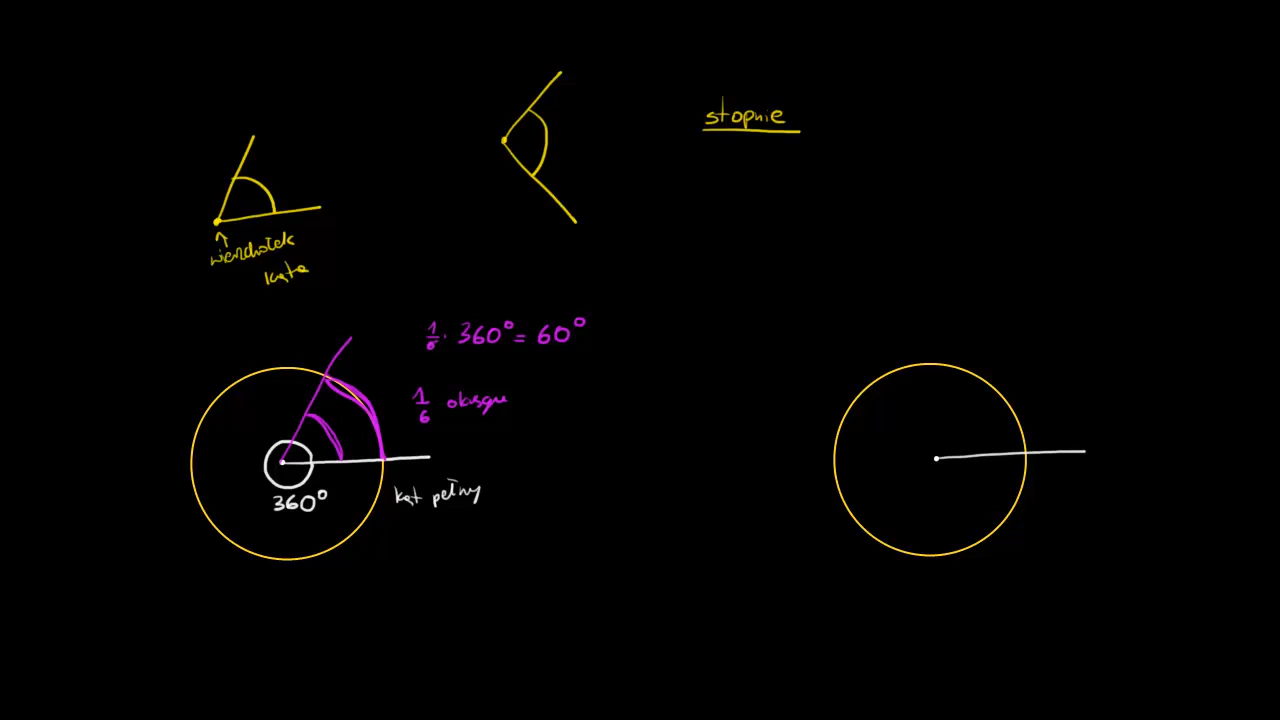 stopnie
wierzchołek
kąta
1/6 · 360° = 60°
1/6 okręgu
360°
kąt pełny